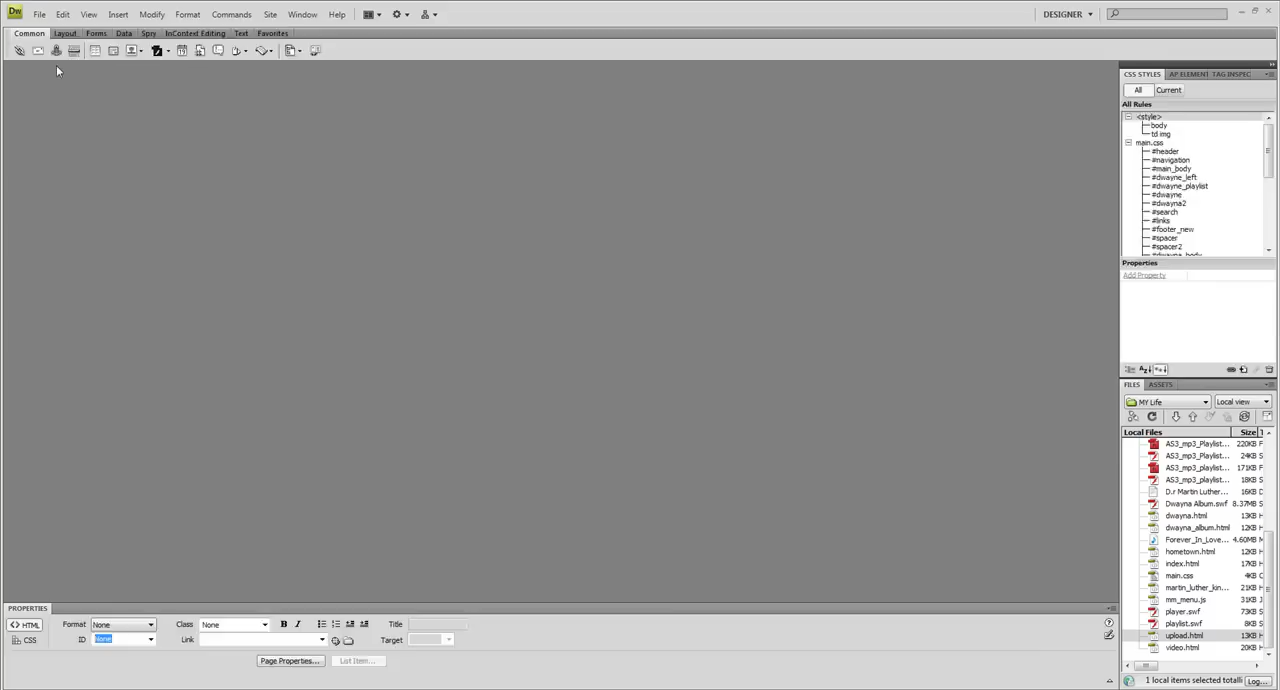 Dw File Edit View Insert Modify Format Commands Site Window Help DESIGNER
Common Layout Forms Data Spry InContext Editing Text Favorites
CSS STYLES AP ELEMENT TAG INSPEC
All Current
All Rules
<style>
body
td img
main.css
#header
#navigation
#main_body
#dwayne_left
#dwayne_playlist
#dwayne
#dwayna2
#search
#links
#footer_new
#spacer
#spacer2
#dwayna_body
Properties
Add Property
FILES ASSETS
MY Life Local view
Local Files Size T
AS3_mp3_Playlist... 220KB F
AS3_mp3_Playlist... 24KB S
AS3_mp3_playlist... 171KB F
AS3_mp3_playlist... 18KB S
D.r Martin Luther... 16KB D
Dwayna Album.swf 8.37MB S
dwayna.html 13KB H
dwayna_album.html 12KB H
Forever_In_Love... 4.60MB M
hometown.html 12KB H
index.html 17KB H
main.css 4KB C
martin_luther_kin... 21KB H
mm_menu.js 31KB J
player.swf 73KB S
playlist.swf 8KB S
upload.html 13KB H
video.html 20KB H
1 local items selected totalli Log...
PROPERTIES
<> HTML Format None Class None B I Title
CSS ID None Link Target
Page Properties... List Item...